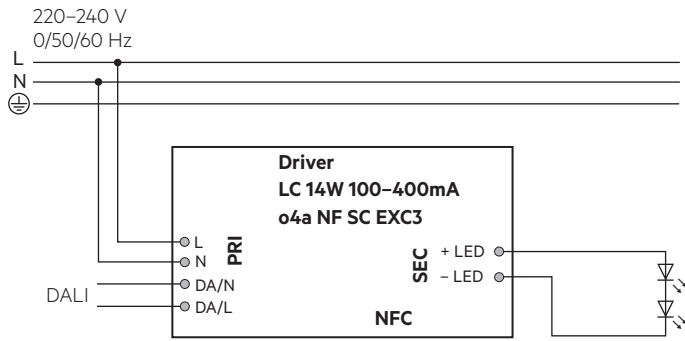 220–240 V
0/50/60 Hz
L
N
Driver
LC 14W 100–400mA
o4a NF SC EXC3
PRI
L
N
DA/N
DA/L
DALI
SEC
+ LED
– LED
NFC